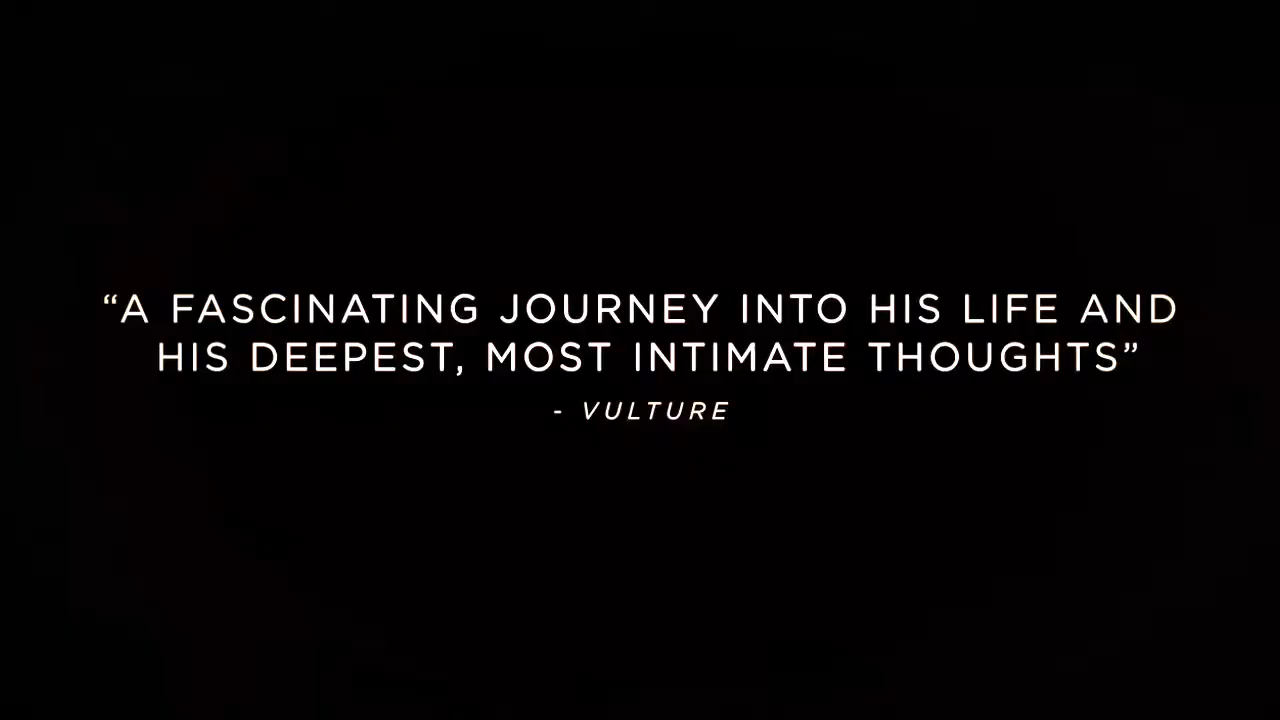 “A FASCINATING JOURNEY INTO HIS LIFE AND
HIS DEEPEST, MOST INTIMATE THOUGHTS”
- VULTURE